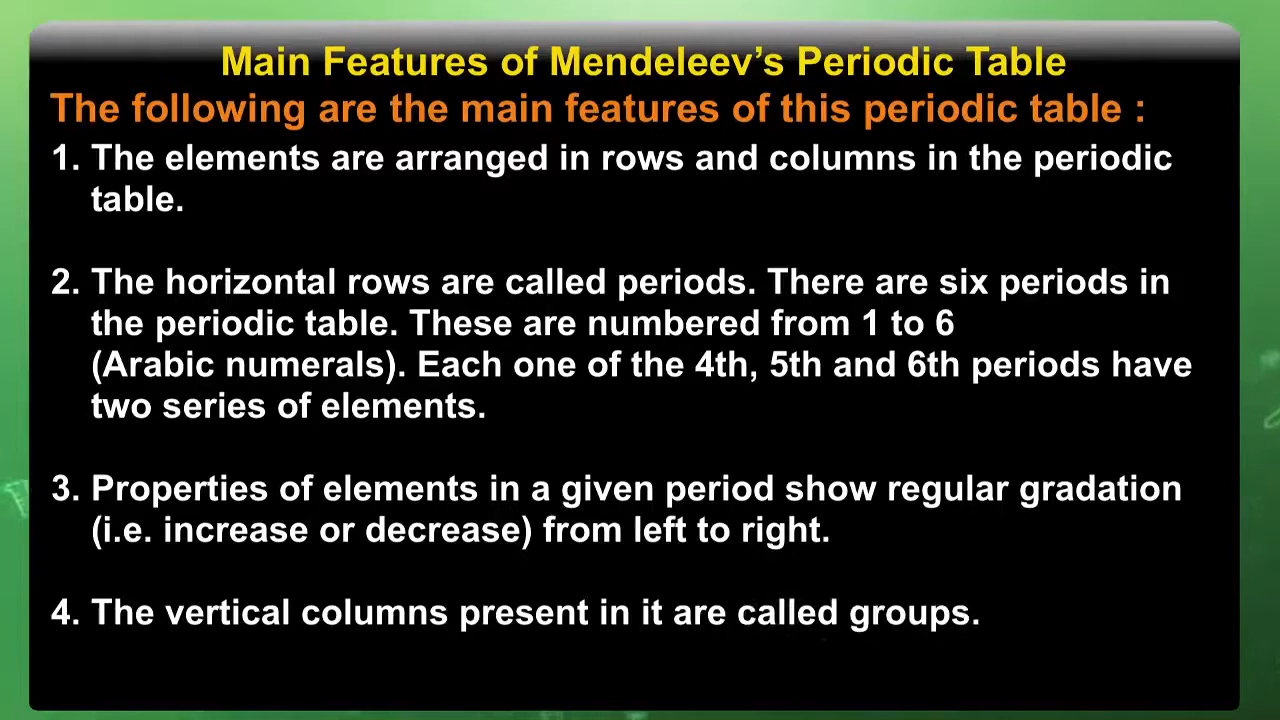 Main Features of Mendeleev’s Periodic Table
The following are the main features of this periodic table :
1. The elements are arranged in rows and columns in the periodic
table.
2. The horizontal rows are called periods. There are six periods in
the periodic table. These are numbered from 1 to 6
(Arabic numerals). Each one of the 4th, 5th and 6th periods have
two series of elements.
3. Properties of elements in a given period show regular gradation
(i.e. increase or decrease) from left to right.
4. The vertical columns present in it are called groups.